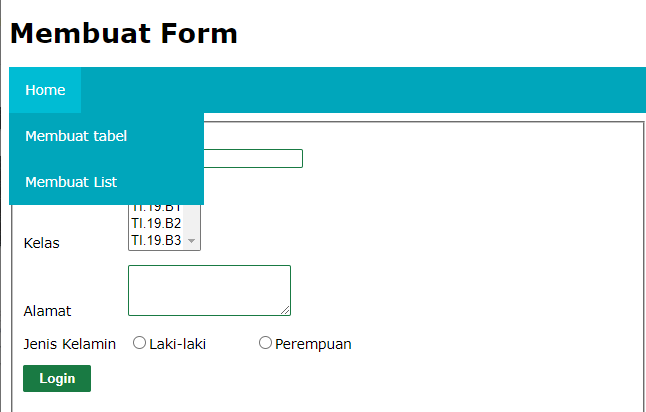 Membuat Form
Home
Membuat tabel
Membuat List
TI.19.B1
TI.19.B2
TI.19.B3
Kelas
Alamat
Jenis Kelamin Laki-laki Perempuan
Login